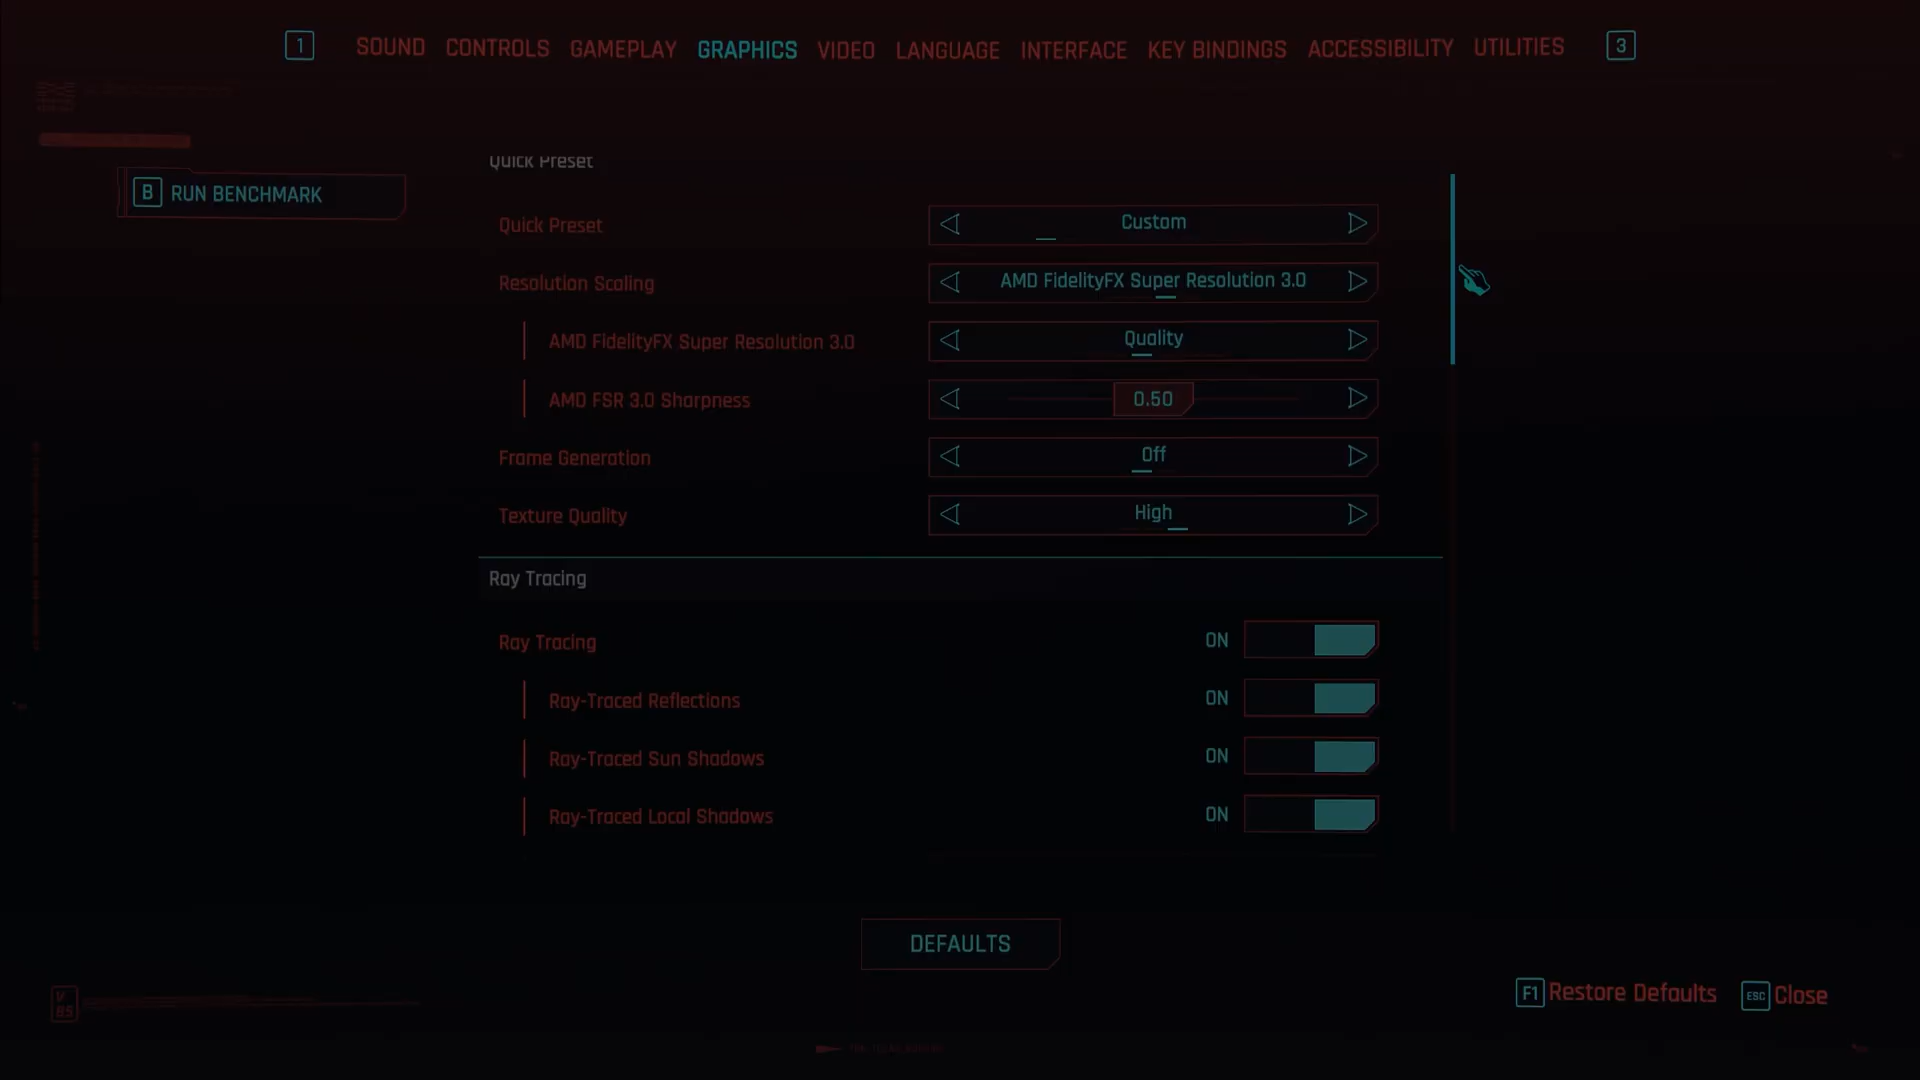 1 SOUND CONTROLS GAMEPLAY GRAPHICS VIDEO LANGUAGE INTERFACE KEY BINDINGS ACCESSIBILITY UTILITIES 3
B RUN BENCHMARK
Quick Preset
Quick Preset Custom
Resolution Scaling AMD FidelityFX Super Resolution 3.0
AMD FidelityFX Super Resolution 3.0 Quality
AMD FSR 3.0 Sharpness 0.50
Frame Generation Off
Texture Quality High
Ray Tracing
Ray Tracing ON
Ray-Traced Reflections ON
Ray-Traced Sun Shadows ON
Ray-Traced Local Shadows ON
DEFAULTS
V
85
F1 Restore Defaults ESC Close